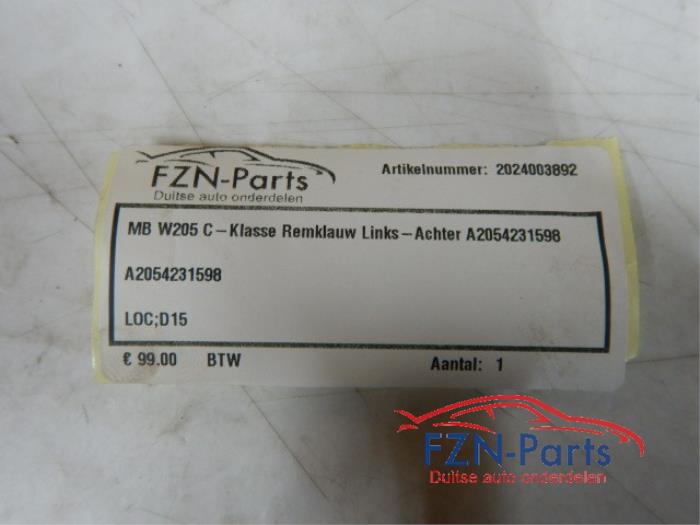 FZN-Parts
Duitse auto onderdelen
Artikelnummer: 2024003892
MB W205 C-Klasse Remklauw Links-Achter A2054231598
A2054231598
LOC;D15
€ 99.00 BTW Aantal: 1
FZN-Parts
Duitse auto onderdelen